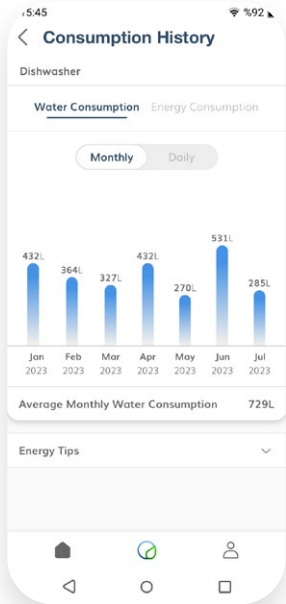 5:45 %92
Consumption History
Dishwasher
Water Consumption Energy Consumption
Monthly Daily
432L 364L 327L 432L 270L 531L 285L
Jan Feb Mar Apr May Jun Jul
2023 2023 2023 2023 2023 2023 2023
Average Monthly Water Consumption 729L
Energy Tips